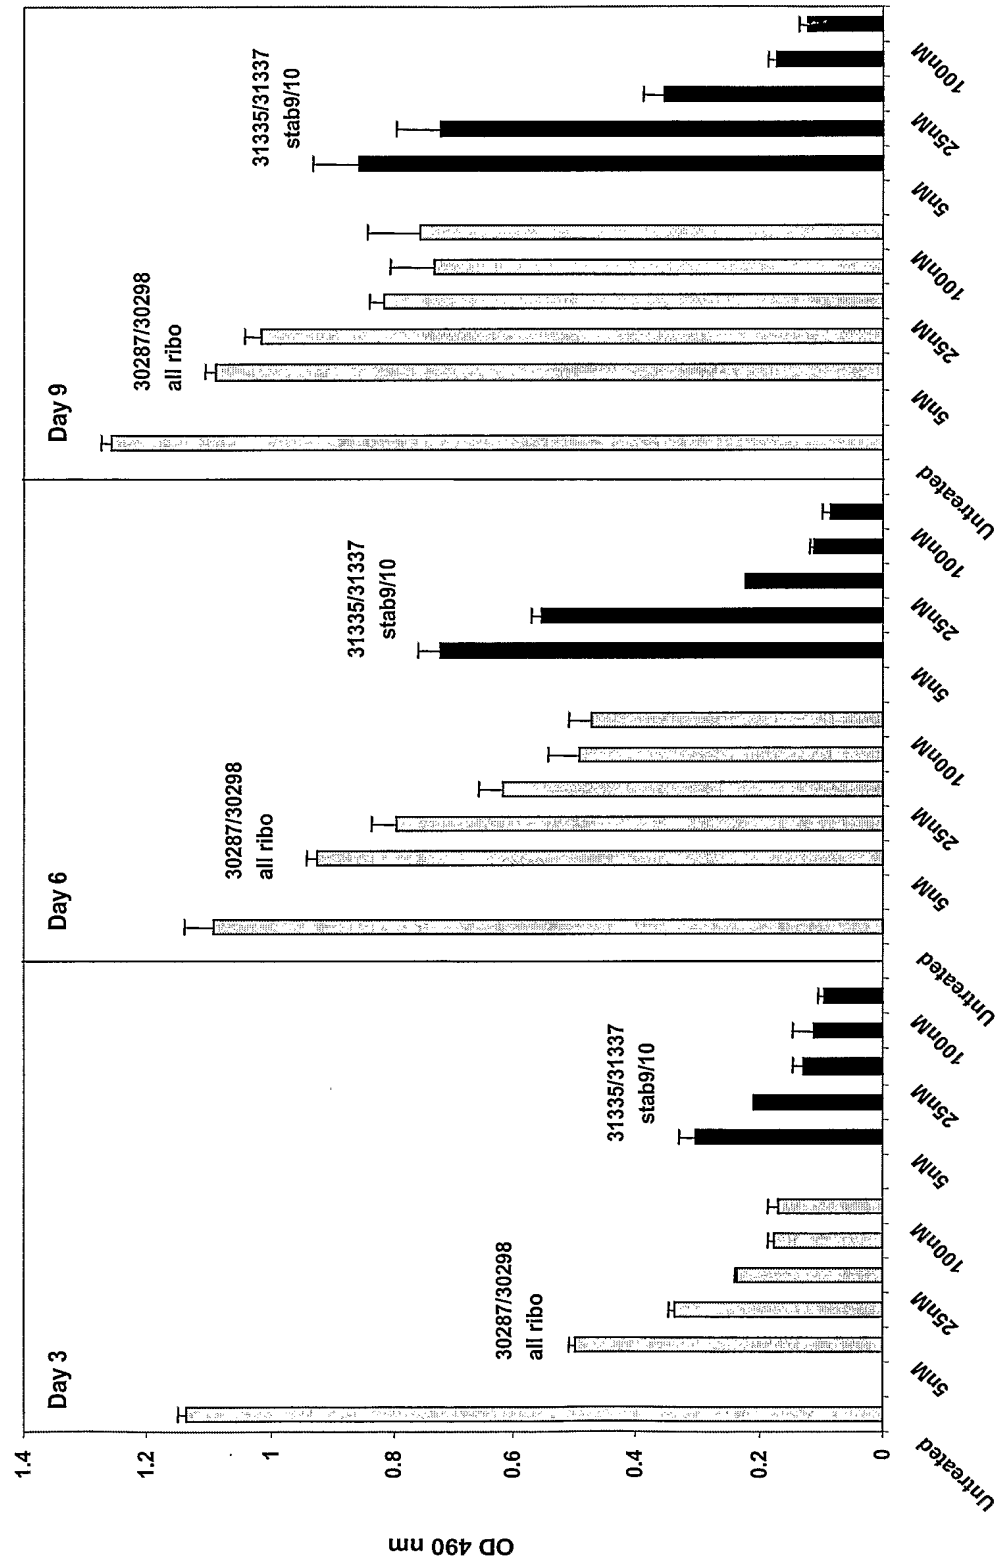 Day 3
Day 6
Day 9
30287/30298
all ribo
31335/31337
stab9/10
30287/30298
all ribo
31335/31337
stab9/10
30287/30298
all ribo
31335/31337
stab9/10
OD 490 nm
1.4
1.2
1
0.8
0.6
0.4
0.2
0
Untreated
5nM
25nM
100nM
5nM
25nM
100nM
Untreated
5nM
25nM
100nM
5nM
25nM
100nM
Untreated
5nM
25nM
100nM
5nM
25nM
100nM